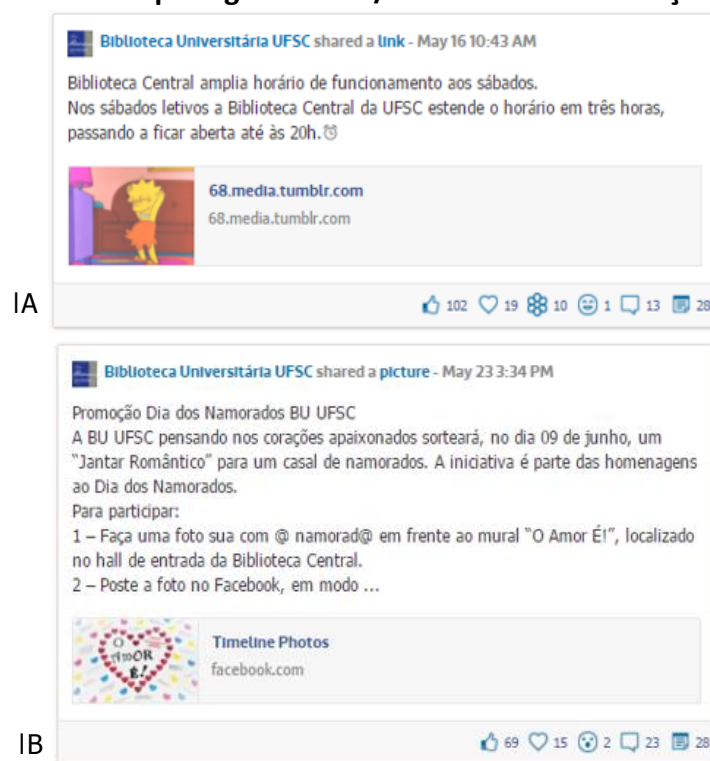 Biblioteca Universitária UFSC shared a link - May 16 10:43 AM
Biblioteca Central amplia horário de funcionamento aos sábados.
Nos sábados letivos a Biblioteca Central da UFSC estende o horário em três horas,
passando a ficar aberta até às 20h.
68.media.tumblr.com
68.media.tumblr.com
IA
102 19 10 1 13 28
Biblioteca Universitária UFSC shared a picture - May 23 3:34 PM
Promoção Dia dos Namorados BU UFSC
A BU UFSC pensando nos corações apaixonados sorteará, no dia 09 de junho, um
"Jantar Romântico" para um casal de namorados. A iniciativa é parte das homenagens
ao Dia dos Namorados.
Para participar:
1 – Faça uma foto sua com @ namorad@ em frente ao mural "O Amor É!", localizado
no hall de entrada da Biblioteca Central.
2 – Poste a foto no Facebook, em modo ...
O
AmOR
É!
Timeline Photos
facebook.com
IB
69 15 2 23 28